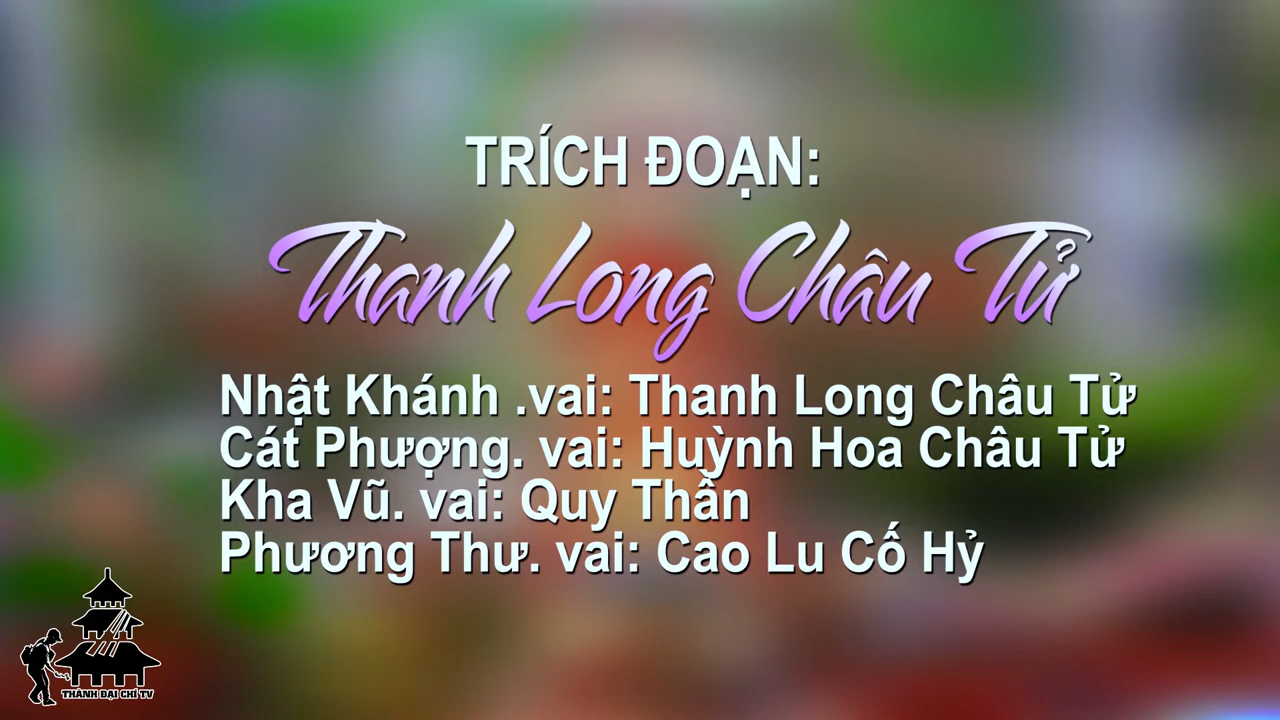 TRÍCH ĐOẠN:
Thanh Long Châu Tử
Nhật Khánh .vai: Thanh Long Châu Tử
Cát Phượng. vai: Huỳnh Hoa Châu Tử
Kha Vũ. vai: Quy Thần
Phương Thư. vai: Cao Lu Cố Hỷ
THÀNH ĐẠI CHÍ TV